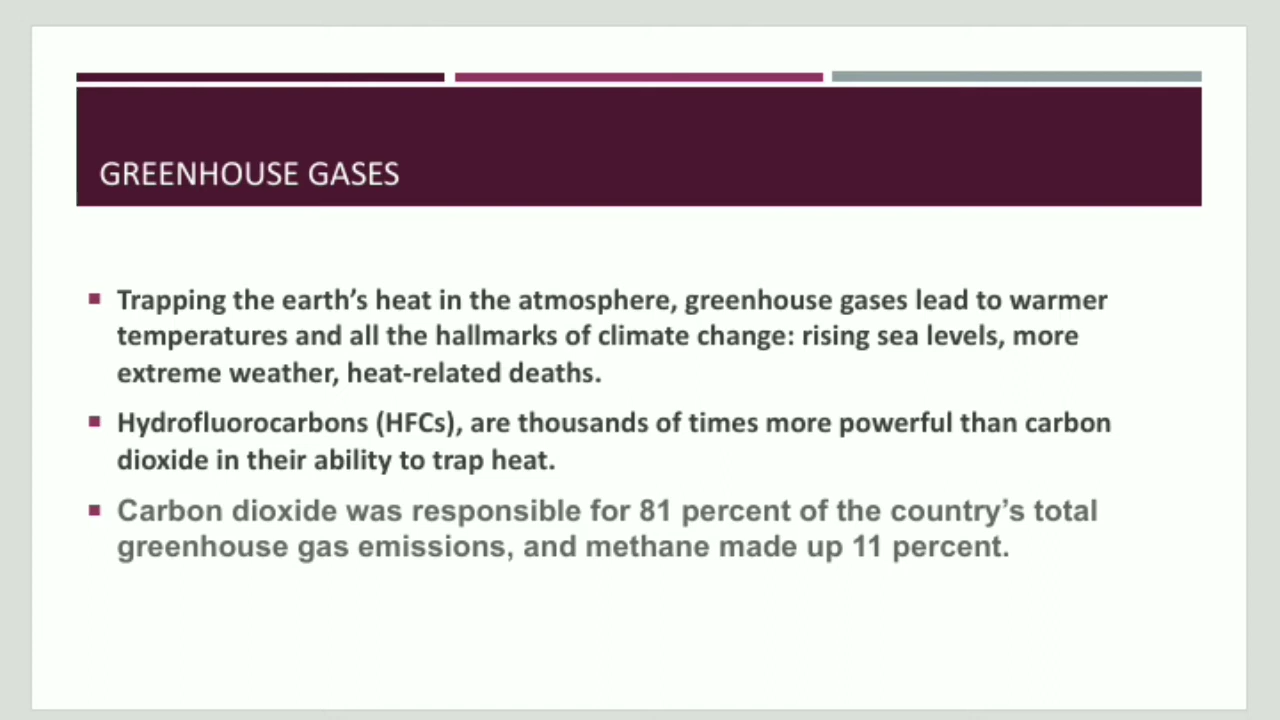 GREENHOUSE GASES
Trapping the earth’s heat in the atmosphere, greenhouse gases lead to warmer
temperatures and all the hallmarks of climate change: rising sea levels, more
extreme weather, heat-related deaths.
Hydrofluorocarbons (HFCs), are thousands of times more powerful than carbon
dioxide in their ability to trap heat.
Carbon dioxide was responsible for 81 percent of the country’s total
greenhouse gas emissions, and methane made up 11 percent.